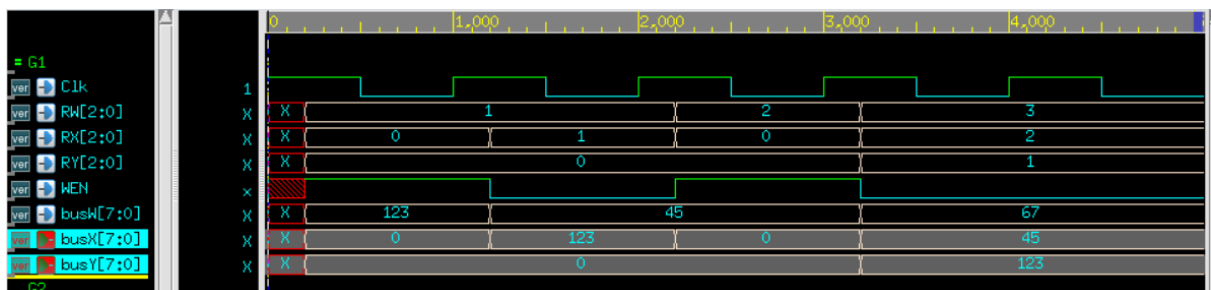 0 1,000 2,000 3,000 4,000
= G1
ver Clk 1
ver RW[2:0] X X 1 2 3
ver RX[2:0] X X 0 1 0 2
ver RY[2:0] X X 0 1
ver WEN x
ver busW[7:0] X X 123 45 67
ver busX[7:0] X X 0 123 0 45
ver busY[7:0] X X 0 123
G2